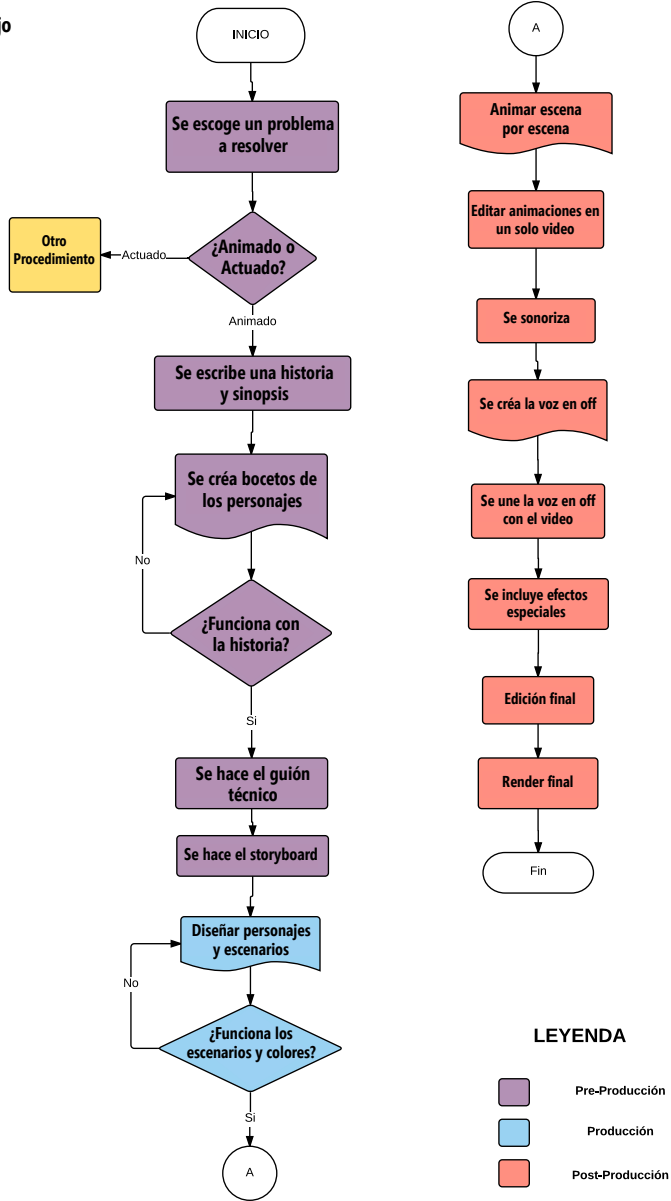 jo
INICIO
Se escoge un problema
a resolver
¿Animado o
Actuado?
Actuado
Otro
Procedimiento
Animado
Se escribe una historia
y sinopsis
Se créa bocetos de
los personajes
No
¿Funciona con
la historia?
Si
Se hace el guión
técnico
Se hace el storyboard
Diseñar personajes
y escenarios
No
¿Funciona los
escenarios y colores?
Si
A
A
Animar escena
por escena
Editar animaciones en
un solo video
Se sonoriza
Se créa la voz en off
Se une la voz en off
con el video
Se incluye efectos
especiales
Edición final
Render final
Fin
LEYENDA
Pre-Producción
Producción
Post-Producción